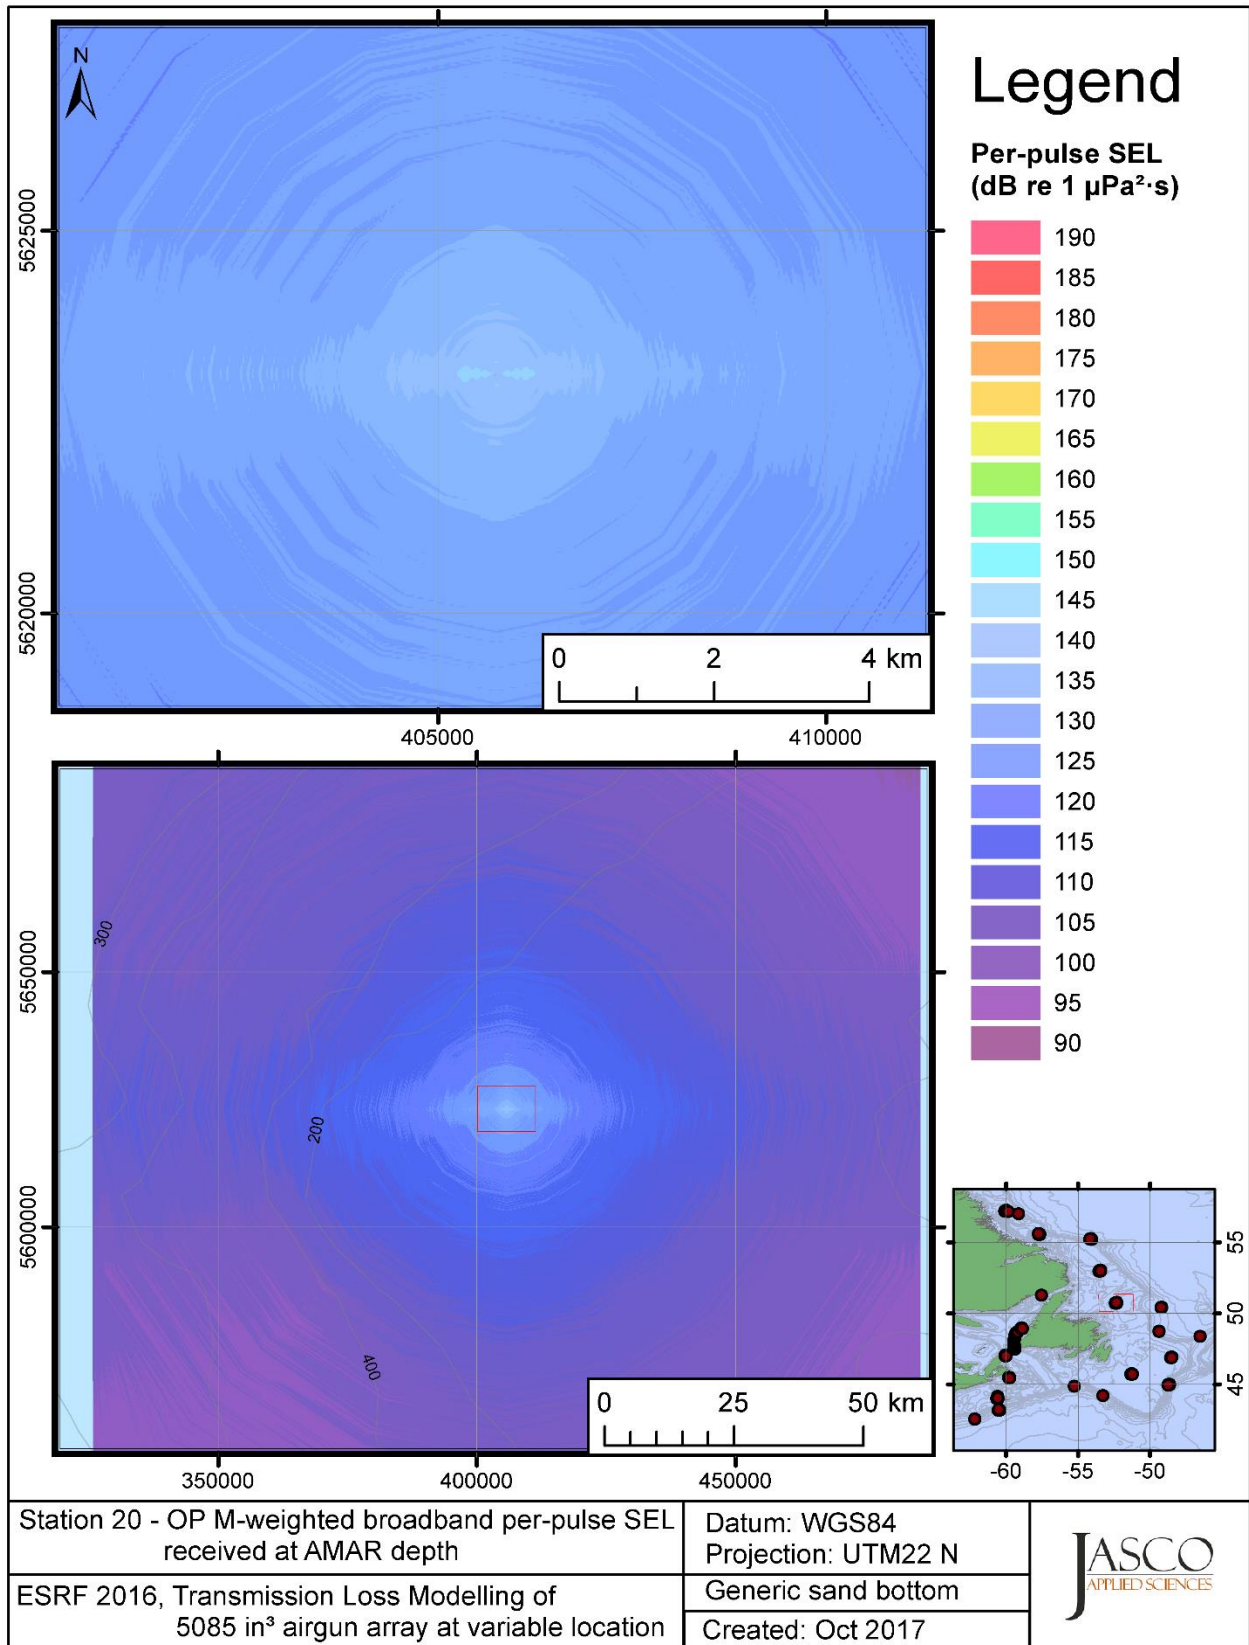 N
5625000
5620000
0 2 4 km
405000 410000
Legend
Per-pulse SEL
(dB re 1 µPa²·s)
190
185
180
175
170
165
160
155
150
145
140
135
130
125
120
115
110
105
100
95
90
300
200
400
5650000
5600000
0 25 50 km
350000 400000 450000
55
50
45
-60 -55 -50
Station 20 - OP M-weighted broadband per-pulse SEL
received at AMAR depth
ESRF 2016, Transmission Loss Modelling of
5085 in³ airgun array at variable location
Datum: WGS84
Projection: UTM22 N
Generic sand bottom
Created: Oct 2017
JASCO
APPLIED SCIENCES